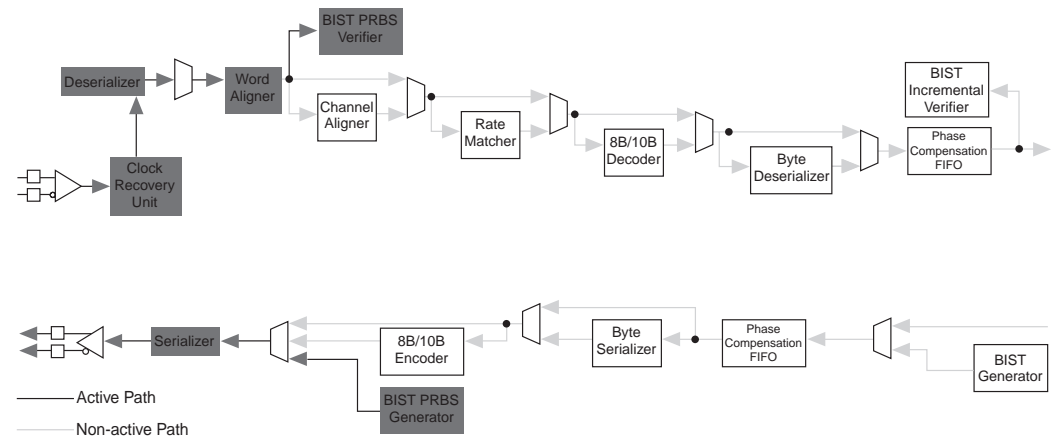 BIST PRBS
Verifier
Deserializer
Word
Aligner
BIST
Incremental
Verifier
Channel
Aligner
Rate
Matcher
8B/10B
Decoder
Phase
Compensation
FIFO
Byte
Deserializer
Clock
Recovery
Unit
Serializer
8B/10B
Encoder
Byte
Serializer
Phase
Compensation
FIFO
BIST
Generator
BIST PRBS
Generator
Active Path
Non-active Path